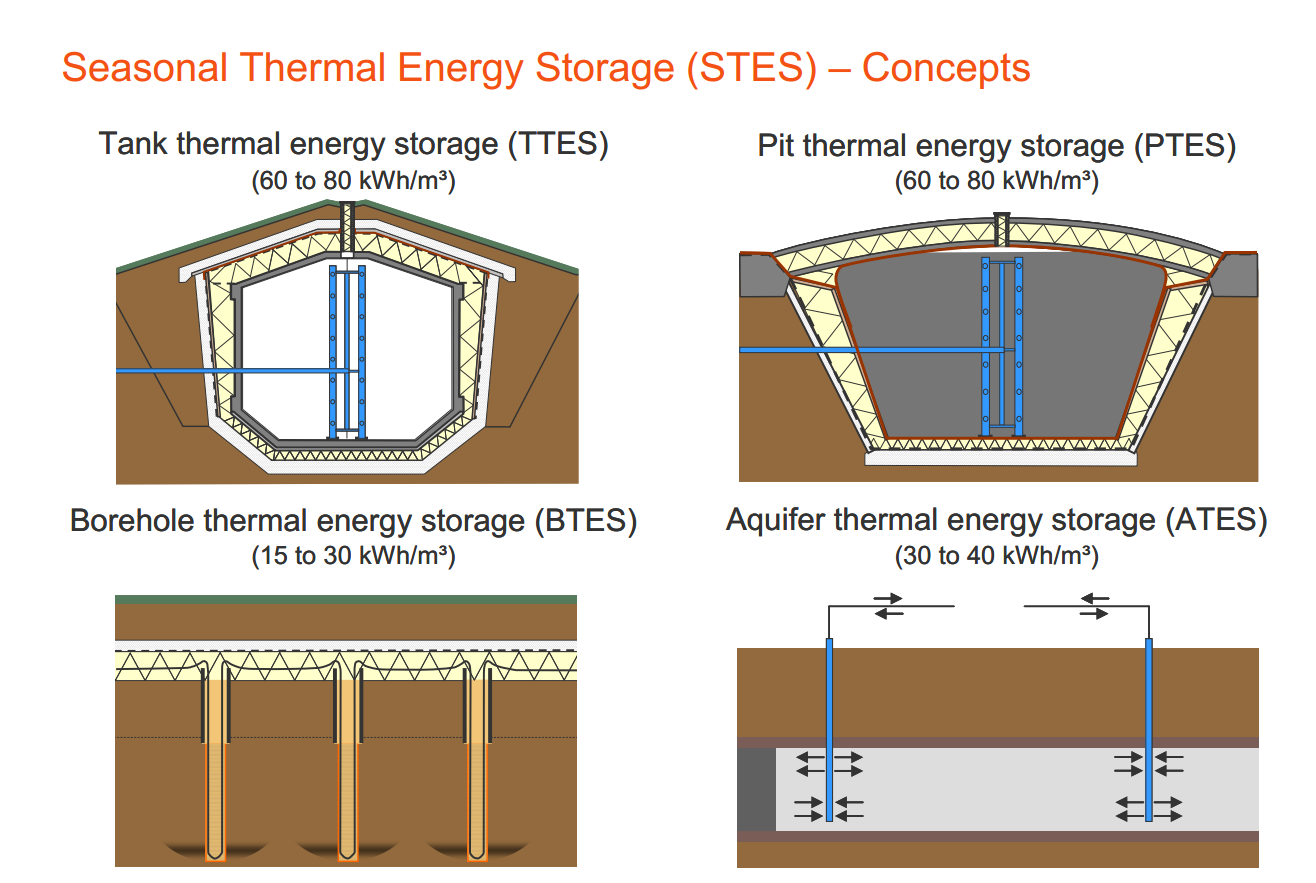 Seasonal Thermal Energy Storage (STES) – Concepts
Tank thermal energy storage (TTES)
(60 to 80 kWh/m³)
Pit thermal energy storage (PTES)
(60 to 80 kWh/m³)
Borehole thermal energy storage (BTES)
(15 to 30 kWh/m³)
Aquifer thermal energy storage (ATES)
(30 to 40 kWh/m³)